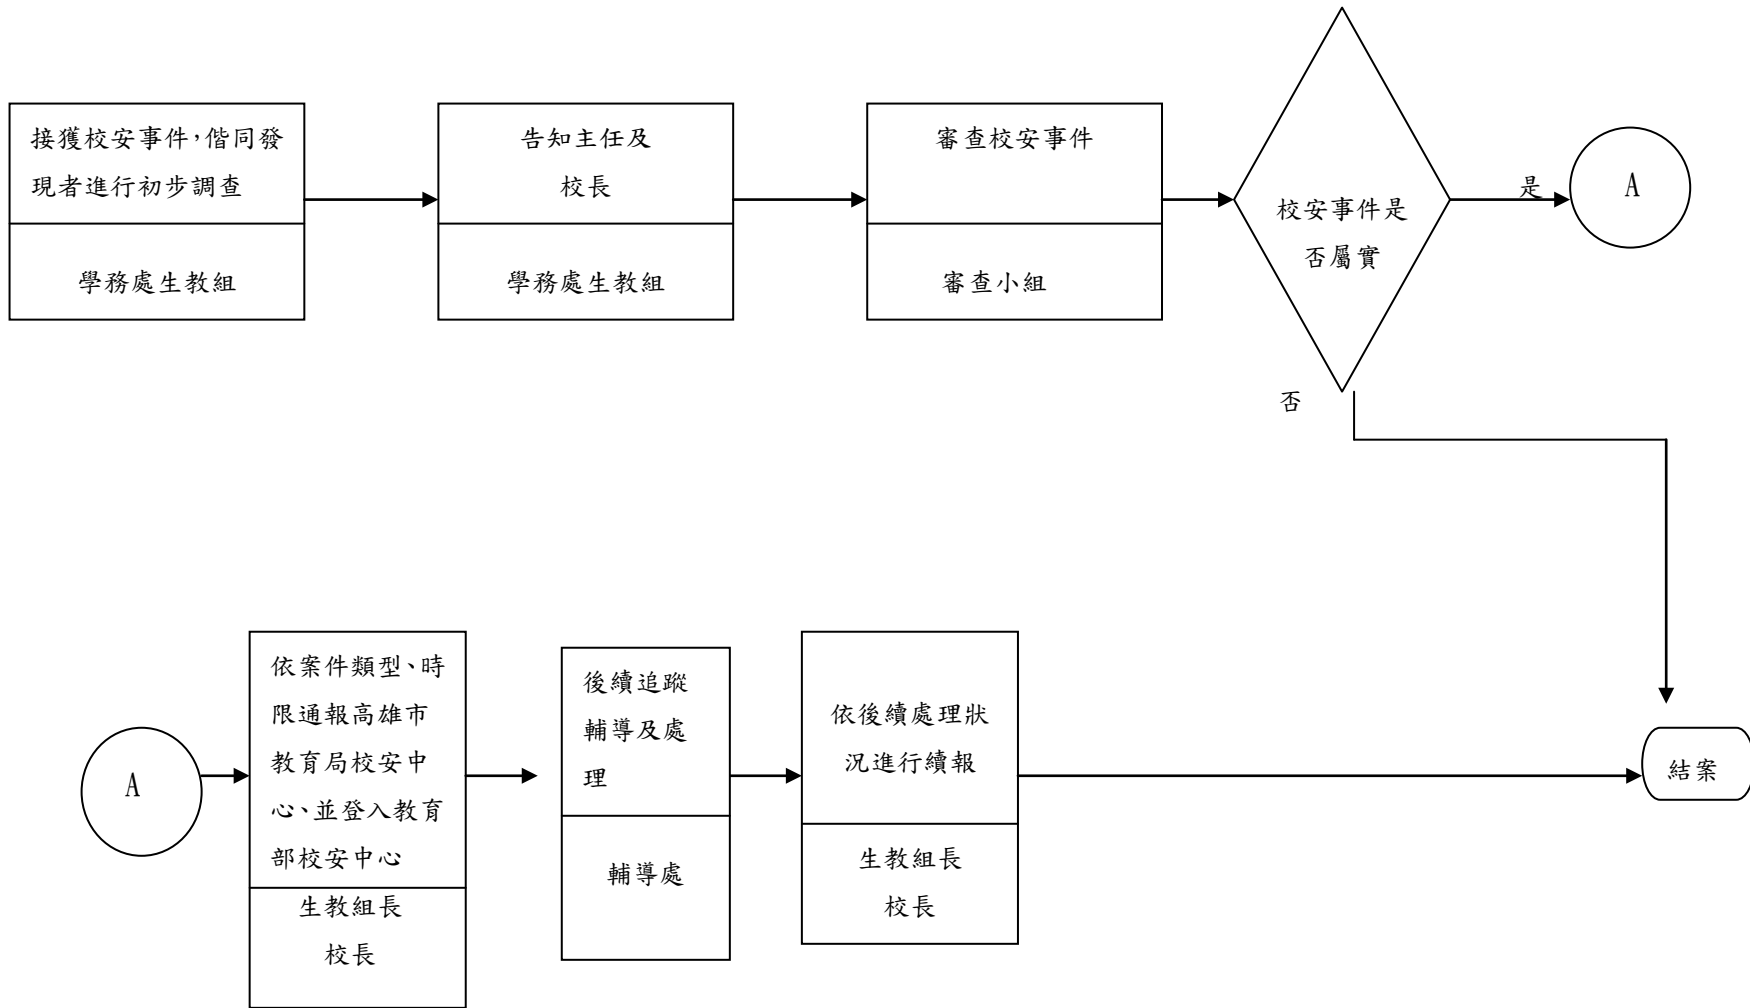 接獲校安事件,偕同發
現者進行初步調查
學務處生教組
告知主任及
校長
學務處生教組
審查校安事件
審查小組
校安事件是
否屬實
是
A
否
A
依案件類型、時
限通報高雄市
教育局校安中
心、並登入教育
部校安中心
生教組長
校長
後續追蹤
輔導及處
理
輔導處
依後續處理狀
況進行續報
生教組長
校長
結案